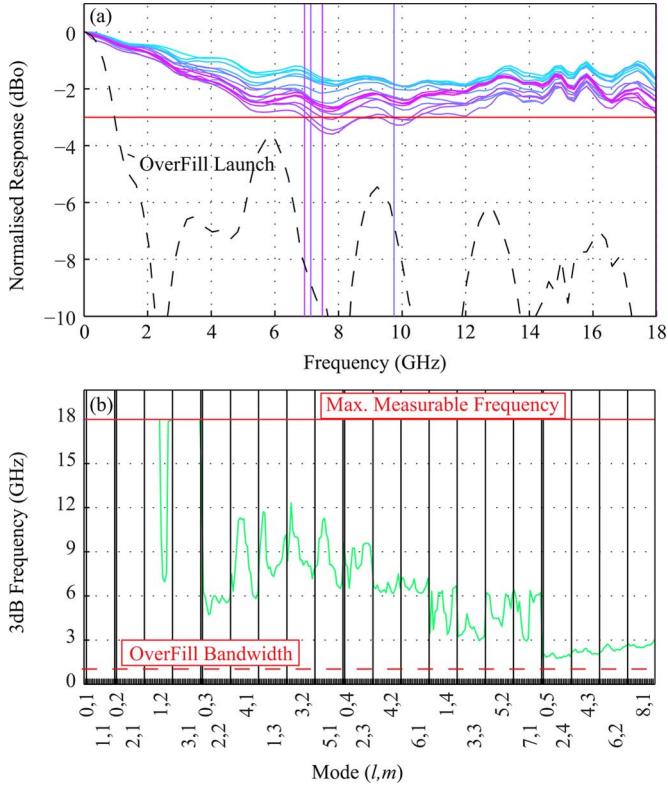 (a)
0
−2
−4
−6
−8
−10
Normalised Response (dBo)
OverFill Launch
0 2 4 6 8 10 12 14 16 18
Frequency (GHz)
(b)
Max. Measurable Frequency
18
15
12
9
6
3
0
3dB Frequency (GHz)
OverFill Bandwidth
0,1 0,2 1,2 0,3 4,1 3,2 0,4 4,2 1,4 5,2 0,5 4,3 8,1
1,1 2,1 3,1 2,2 1,3 5,1 2,3 6,1 3,3 7,1 2,4 6,2
Mode (l,m)